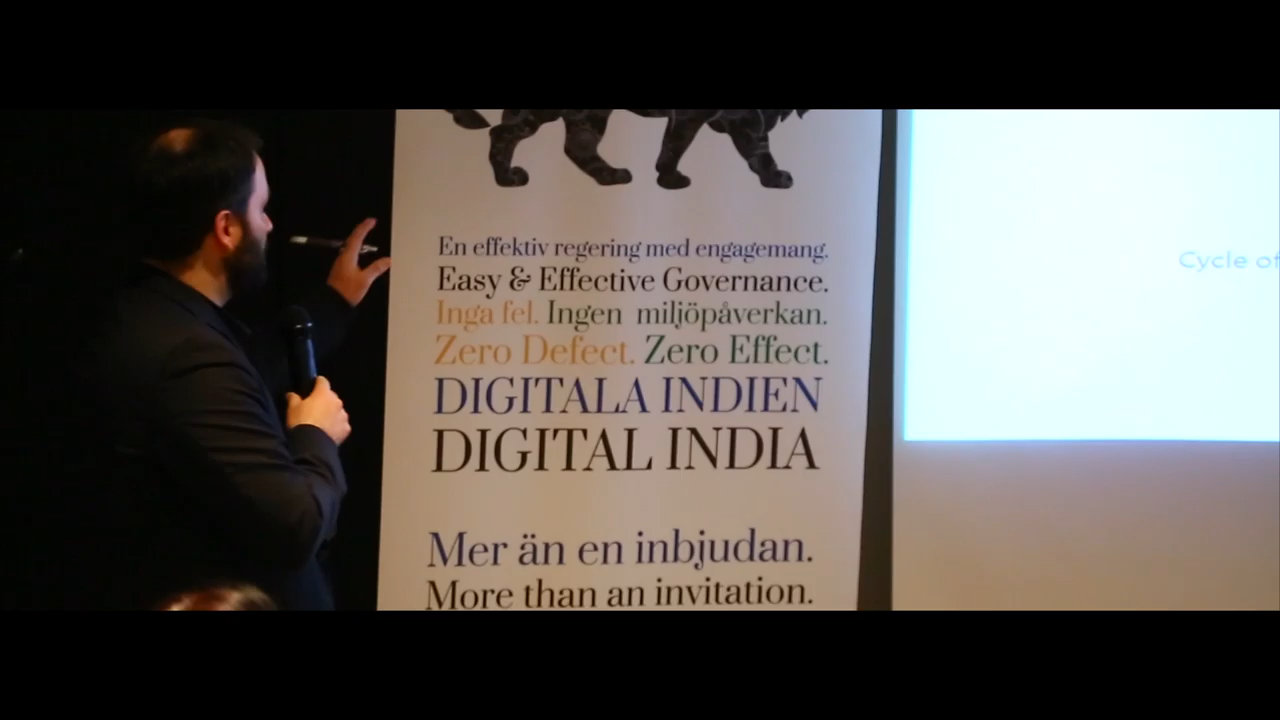 En effektiv regering med engagemang.
Easy & Effective Governance.
Inga fel. Ingen miljöpåverkan.
Zero Defect. Zero Effect.
DIGITALA INDIEN
DIGITAL INDIA
Mer än en inbjudan.
More than an invitation.
Cycle of